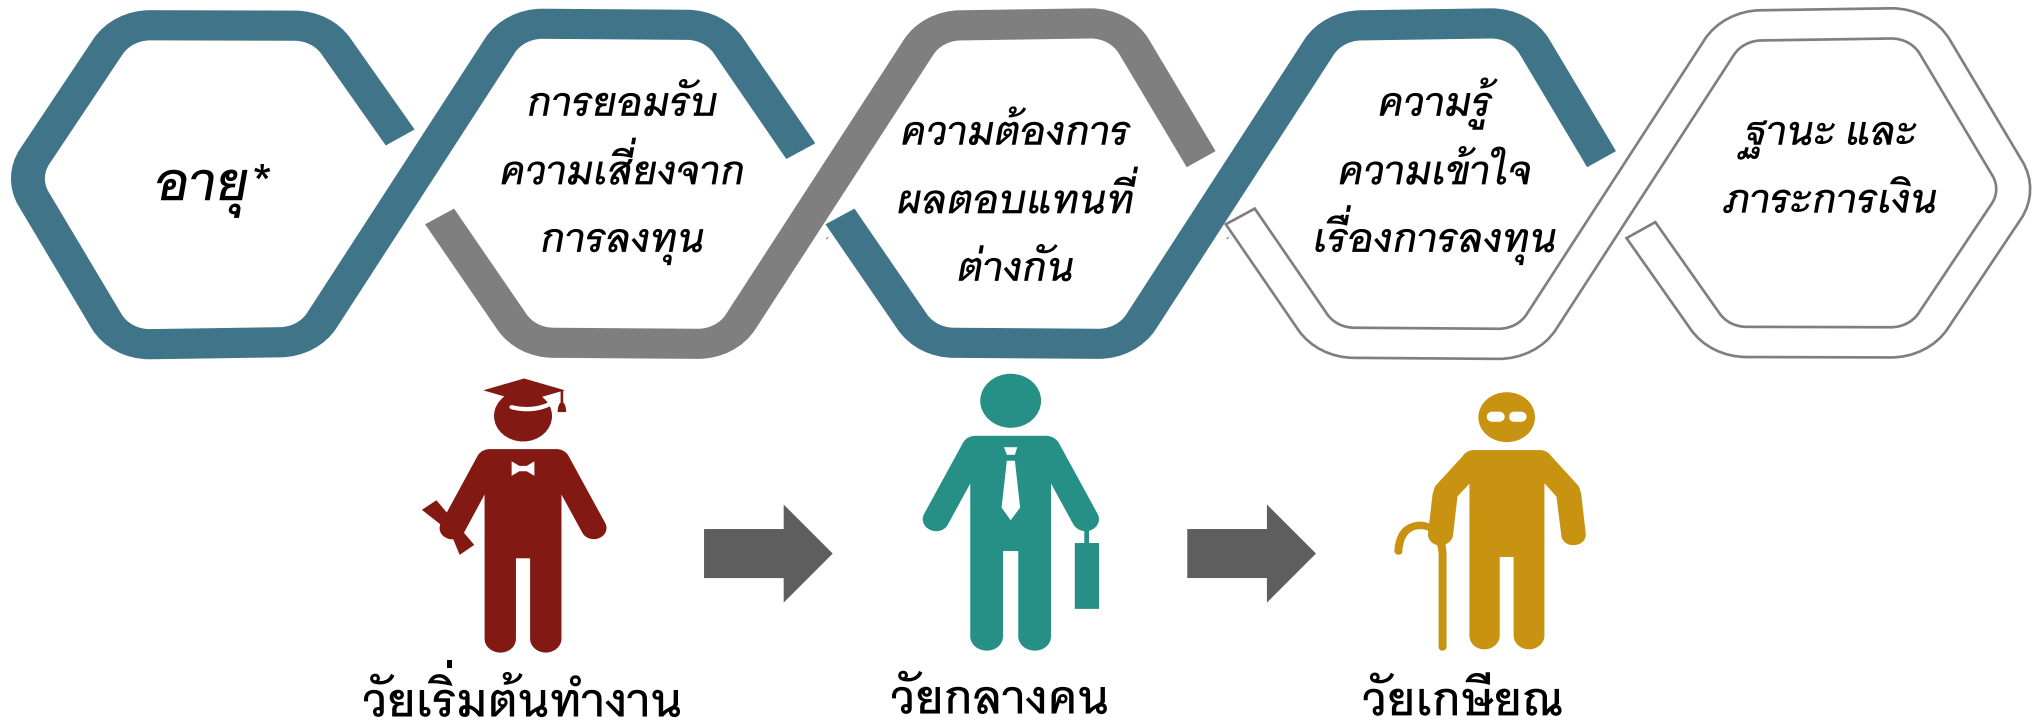 อายุ*
การยอมรับ
ความเสี่ยงจาก
การลงทุน
ความต้องการ
ผลตอบแทนที่
ต่างกัน
ความรู้
ความเข้าใจ
เรื่องการลงทุน
ฐานะ และ
ภาระการเงิน
วัยเริ่มต้นทำงาน
วัยกลางคน
วัยเกษียณ